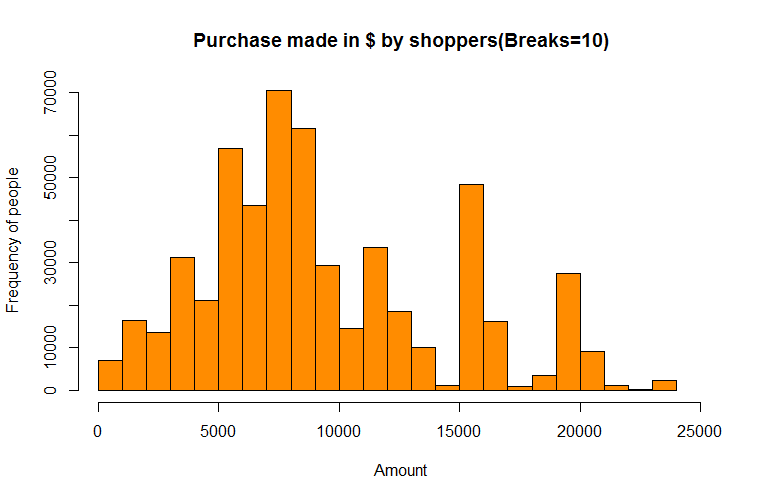 Purchase made in $ by shoppers(Breaks=10)
Frequency of people
70000
50000
30000
10000
0
0 5000 10000 15000 20000 25000
Amount